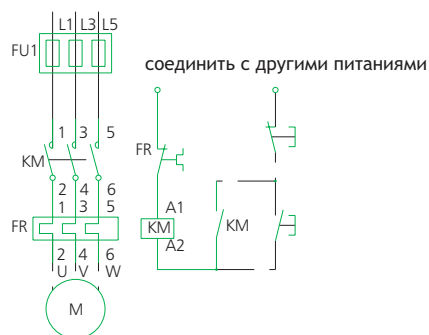 L1 L3 L5
FU1
соединить с другими питаниями
1 3 5
FR
KM
2 4 6
1 3 5
A1
FR
KM
KM
A2
2 4 6
U V W
M